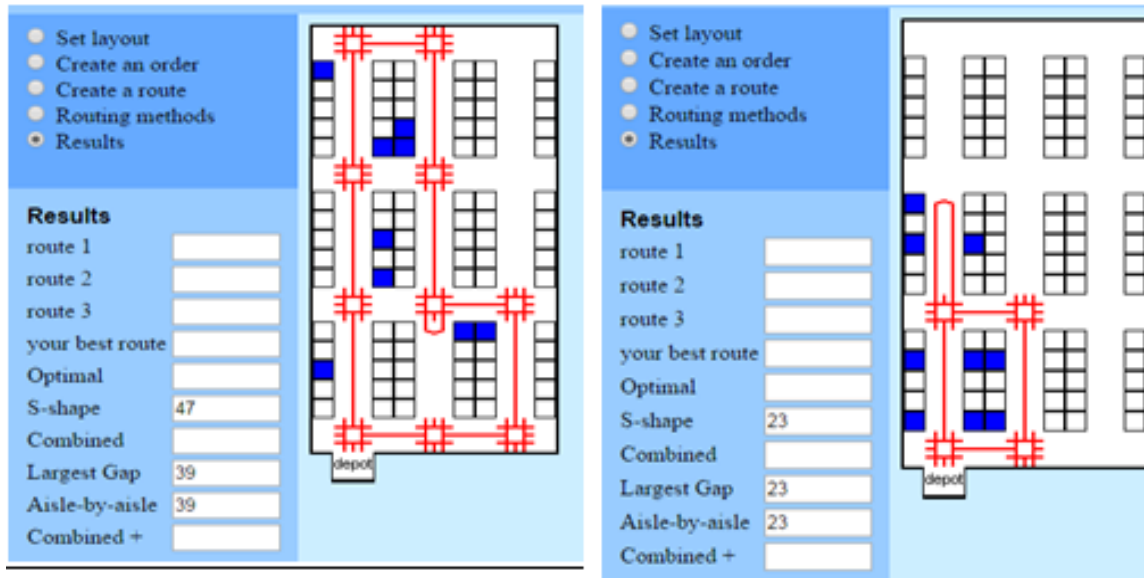 Set layout
Create an order
Create a route
Routing methods
Results
Results
route 1
route 2
route 3
your best route
Optimal
S-shape 47
Combined
Largest Gap 39
Aisle-by-aisle 39
Combined +
depot
Set layout
Create an order
Create a route
Routing methods
Results
Results
route 1
route 2
route 3
your best route
Optimal
S-shape 23
Combined
Largest Gap 23
Aisle-by-aisle 23
Combined +
depot